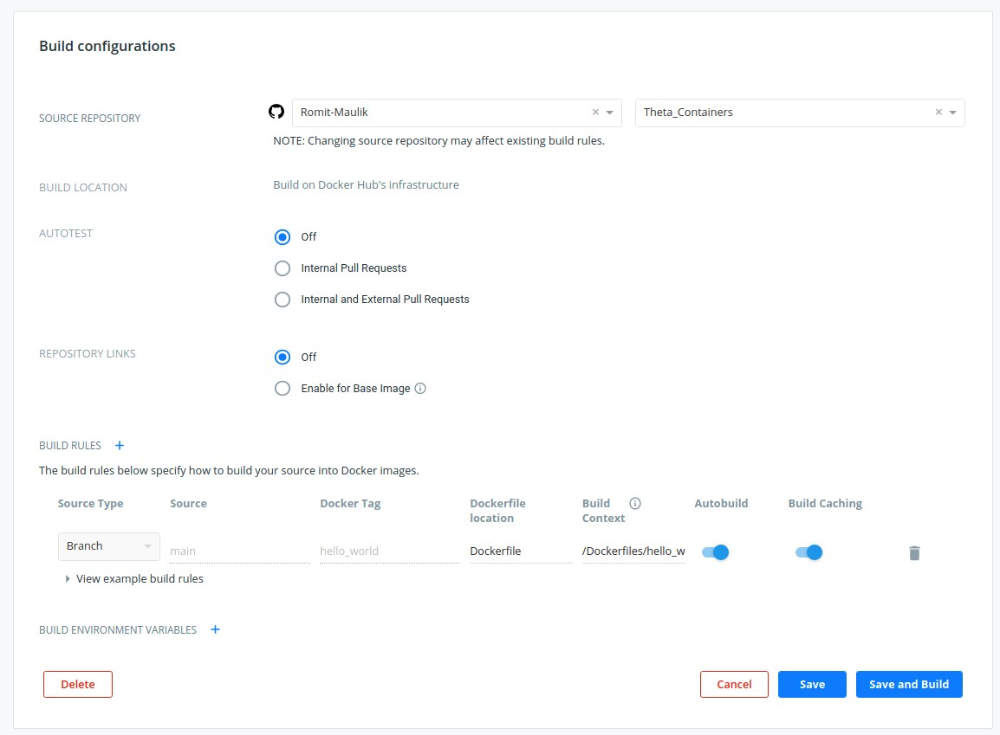 Build configurations
SOURCE REPOSITORY
Romit-Maulik × Theta_Containers ×
NOTE: Changing source repository may affect existing build rules.
BUILD LOCATION Build on Docker Hub's infrastructure
AUTOTEST
Off
Internal Pull Requests
Internal and External Pull Requests
REPOSITORY LINKS
Off
Enable for Base Image
BUILD RULES +
The build rules below specify how to build your source into Docker images.
Source Type Source Docker Tag Dockerfile location Build Context Autobuild Build Caching
Branch main hello_world Dockerfile /Dockerfiles/hello_w
View example build rules
BUILD ENVIRONMENT VARIABLES +
Delete Cancel Save Save and Build